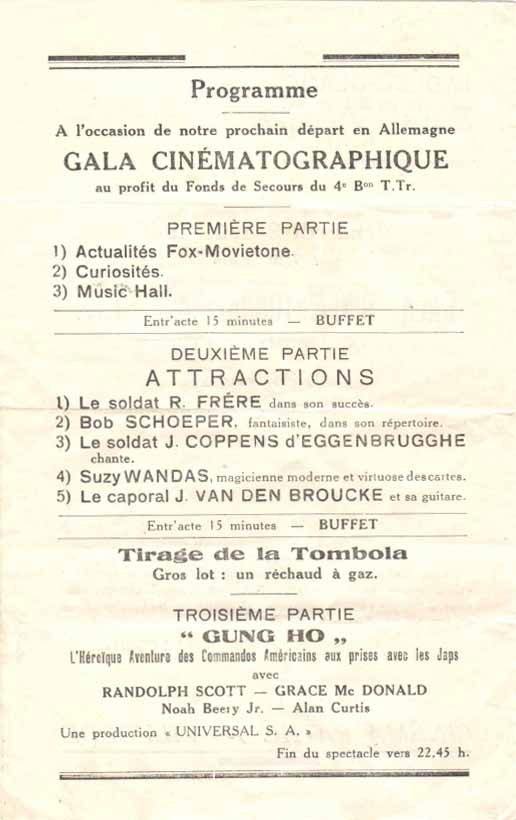 Programme
A l'occasion de notre prochain départ en Allemagne
GALA CINÉMATOGRAPHIQUE
au profit du Fonds de Secours du 4e Bon T.Tr.
PREMIÈRE PARTIE
1) Actualités Fox-Movietone.
2) Curiosités.
3) Music Hall.
Entr'acte 15 minutes — BUFFET
DEUXIÈME PARTIE
ATTRACTIONS
1) Le soldat R. FRÉRE dans son succès.
2) Bob SCHOEPER, fantaisiste, dans son répertoire.
3) Le soldat J. COPPENS d'EGGENBRUGGHE
chante.
4) Suzy WANDAS, magicienne moderne et virtuose des cartes.
5) Le caporal J. VAN DEN BROUCKE et sa guitare.
Entr'acte 15 minutes — BUFFET
Tirage de la Tombola
Gros lot : un réchaud à gaz.
TROISIÈME PARTIE
“ GUNG HO „
L'Héroïque Aventure des Commandos Américains aux prises avec les Japs
avec
RANDOLPH SCOTT — GRACE Mc DONALD
Noah Beery Jr. — Alan Curtis
Une production « UNIVERSAL S. A. »
Fin du spectacle vers 22,45 h.